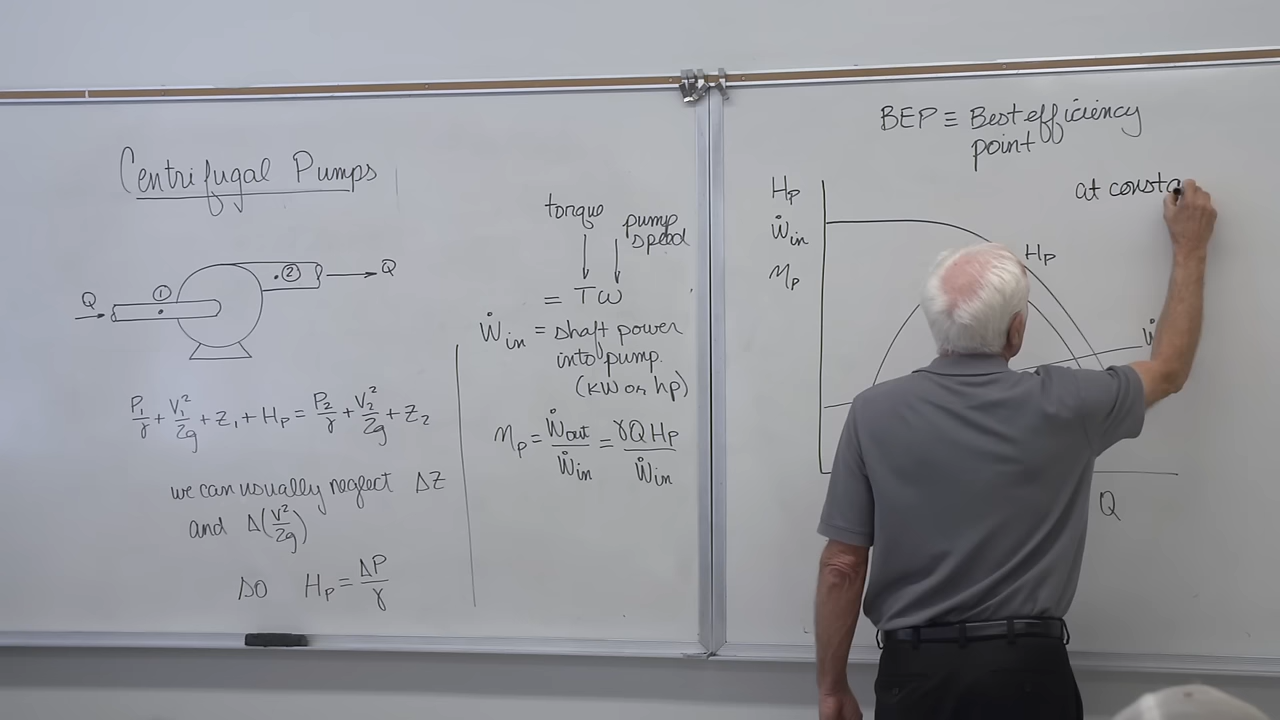 Centrifugal Pumps
Q
①
②
Q
P₁/γ + V₁²/2g + Z₁ + Hp = P₂/γ + V₂²/2g + Z₂
we can usually neglect ΔZ
and Δ(V²/2g)
so Hp = ΔP/γ
torque
pump
speed
= Tω
Ẇin = shaft power
into pump.
(kW or hp)
ηp = Ẇout/Ẇin = γQHp/Ẇin
BEP ≡ Best efficiency
point
at consta
Hp
Ẇin
ηp
Hp
Q